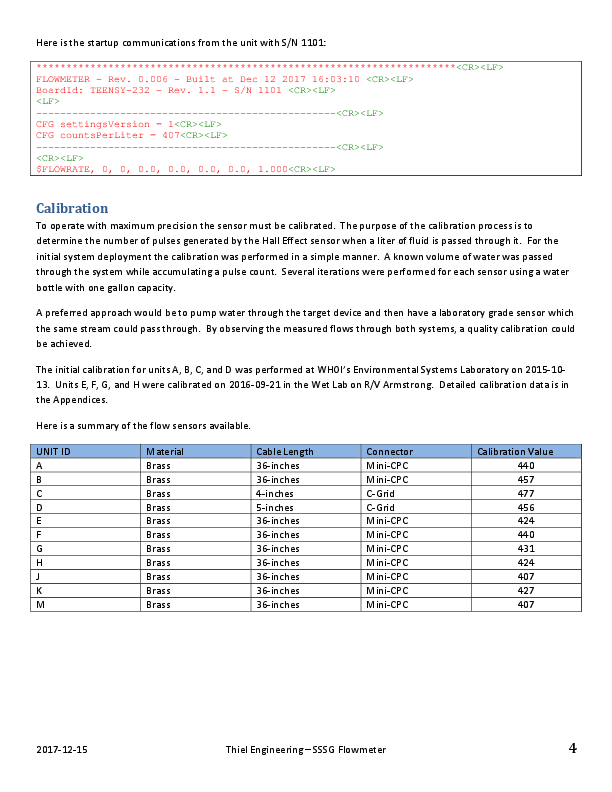 Here is the startup communications from the unit with S/N 1101:
**********************************************************************<CR><LF>
FLOWMETER - Rev. 0.006 - Built at Dec 12 2017 16:03:10 <CR><LF>
BoardId: TEENSY-232 - Rev. 1.1 - S/N 1101 <CR><LF>
<LF>
--------------------------------------------------<CR><LF>
CFG settingsVersion = 1<CR><LF>
CFG countsPerLiter = 407<CR><LF>
--------------------------------------------------<CR><LF>
<CR><LF>
$FLOWRATE, 0, 0, 0.0, 0.0, 0.0, 0.0, 1.000<CR><LF>
Calibration
To operate with maximum precision the sensor must be calibrated. The purpose of the calibration process is to
determine the number of pulses generated by the Hall Effect sensor when a liter of fluid is passed through it. For the
initial system deployment the calibration was performed in a simple manner. A known volume of water was passed
through the system while accumulating a pulse count. Several iterations were performed for each sensor using a water
bottle with one gallon capacity.
A preferred approach would be to pump water through the target device and then have a laboratory grade sensor which
the same stream could pass through. By observing the measured flows through both systems, a quality calibration could
be achieved.
The initial calibration for units A, B, C, and D was performed at WHOI's Environmental Systems Laboratory on 2015-10-
13. Units E, F, G, and H were calibrated on 2016-09-21 in the Wet Lab on R/V Armstrong. Detailed calibration data is in
the Appendices.
Here is a summary of the flow sensors available.
UNIT ID Material Cable Length Connector Calibration Value
A Brass 36-inches Mini-CPC 440
B Brass 36-inches Mini-CPC 457
C Brass 4-inches C-Grid 477
D Brass 5-inches C-Grid 456
E Brass 36-inches Mini-CPC 424
F Brass 36-inches Mini-CPC 440
G Brass 36-inches Mini-CPC 431
H Brass 36-inches Mini-CPC 424
J Brass 36-inches Mini-CPC 407
K Brass 36-inches Mini-CPC 427
M Brass 36-inches Mini-CPC 407
2017-12-15 Thiel Engineering – SSSG Flowmeter 4